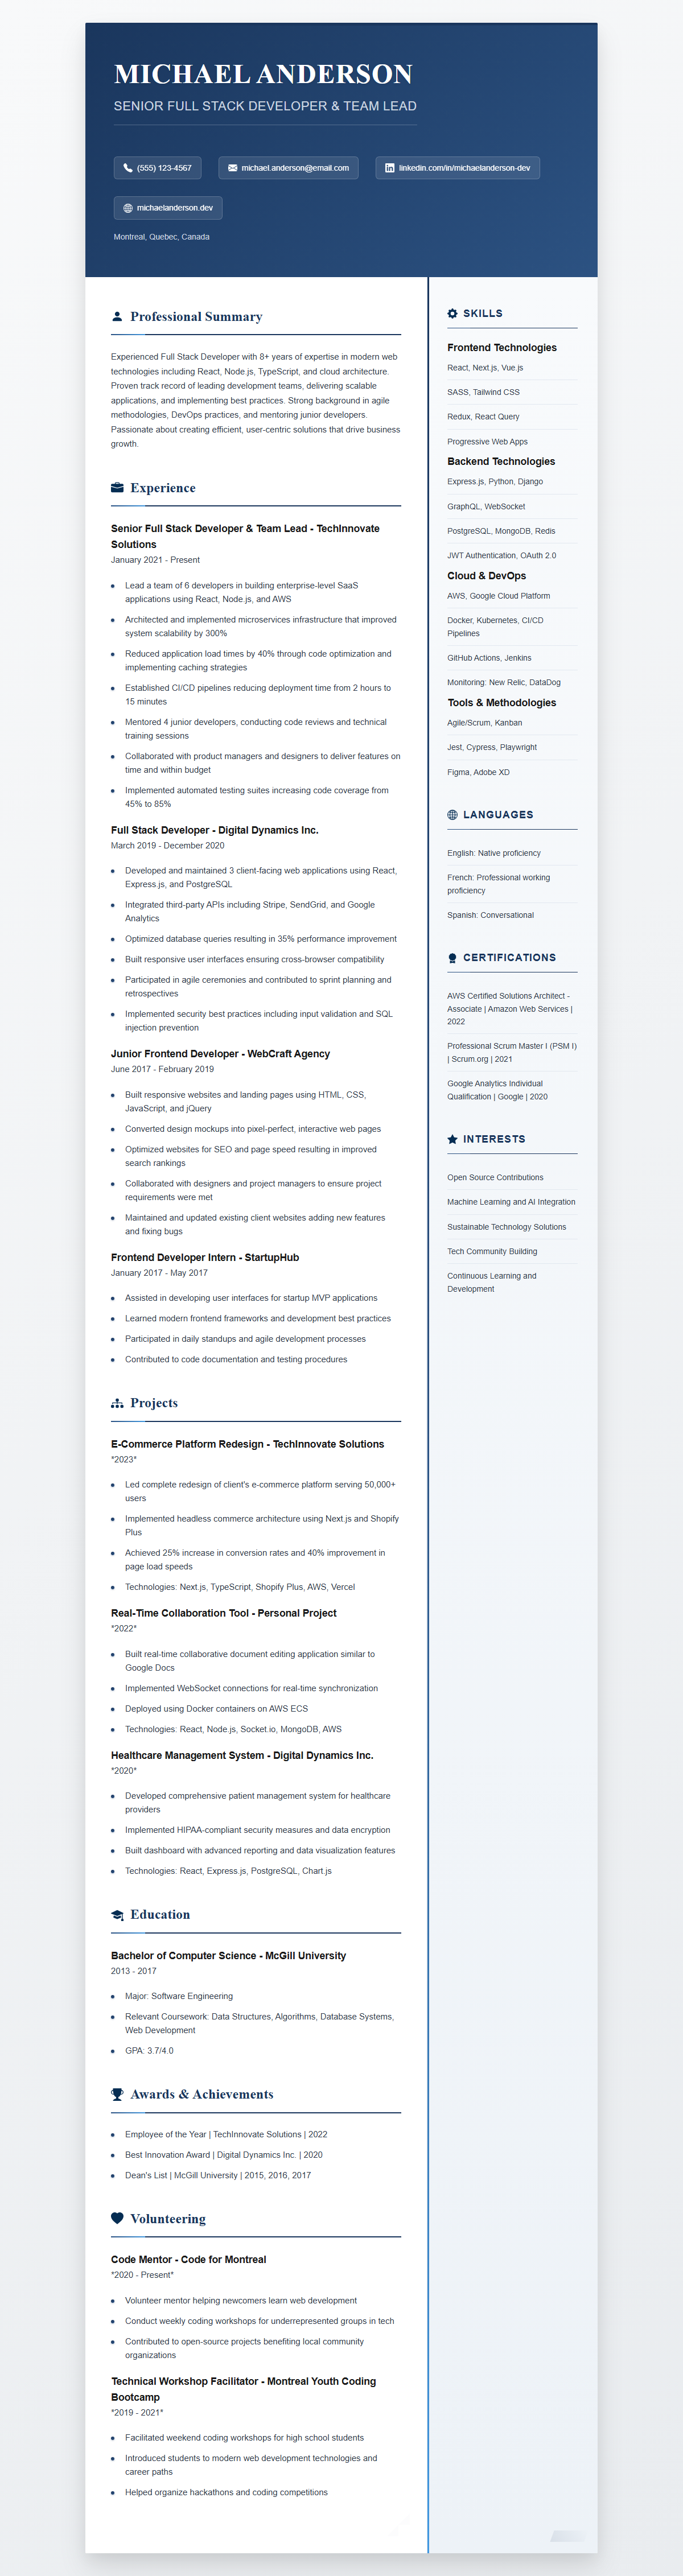 MICHAEL ANDERSON
SENIOR FULL STACK DEVELOPER & TEAM LEAD
(555) 123-4567
michael.anderson@email.com
linkedin.com/in/michaelanderson-dev
michaelanderson.dev
Montreal, Quebec, Canada
Professional Summary
Experienced Full Stack Developer with 8+ years of expertise in modern web
technologies including React, Node.js, TypeScript, and cloud architecture.
Proven track record of leading development teams, delivering scalable
applications, and implementing best practices. Strong background in agile
methodologies, DevOps practices, and mentoring junior developers.
Passionate about creating efficient, user-centric solutions that drive business
growth.
Experience
Senior Full Stack Developer & Team Lead - TechInnovate
Solutions
January 2021 - Present
Lead a team of 6 developers in building enterprise-level SaaS
applications using React, Node.js, and AWS
Architected and implemented microservices infrastructure that improved
system scalability by 300%
Reduced application load times by 40% through code optimization and
implementing caching strategies
Established CI/CD pipelines reducing deployment time from 2 hours to
15 minutes
Mentored 4 junior developers, conducting code reviews and technical
training sessions
Collaborated with product managers and designers to deliver features on
time and within budget
Implemented automated testing suites increasing code coverage from
45% to 85%
Full Stack Developer - Digital Dynamics Inc.
March 2019 - December 2020
Developed and maintained 3 client-facing web applications using React,
Express.js, and PostgreSQL
Integrated third-party APIs including Stripe, SendGrid, and Google
Analytics
Optimized database queries resulting in 35% performance improvement
Built responsive user interfaces ensuring cross-browser compatibility
Participated in agile ceremonies and contributed to sprint planning and
retrospectives
Implemented security best practices including input validation and SQL
injection prevention
Junior Frontend Developer - WebCraft Agency
June 2017 - February 2019
Built responsive websites and landing pages using HTML, CSS,
JavaScript, and jQuery
Converted design mockups into pixel-perfect, interactive web pages
Optimized websites for SEO and page speed resulting in improved
search rankings
Collaborated with designers and project managers to ensure project
requirements were met
Maintained and updated existing client websites adding new features
and fixing bugs
Frontend Developer Intern - StartupHub
January 2017 - May 2017
Assisted in developing user interfaces for startup MVP applications
Learned modern frontend frameworks and development best practices
Participated in daily standups and agile development processes
Contributed to code documentation and testing procedures
Projects
E-Commerce Platform Redesign - TechInnovate Solutions
*2023*
Led complete redesign of client's e-commerce platform serving 50,000+
users
Implemented headless commerce architecture using Next.js and Shopify
Plus
Achieved 25% increase in conversion rates and 40% improvement in
page load speeds
Technologies: Next.js, TypeScript, Shopify Plus, AWS, Vercel
Real-Time Collaboration Tool - Personal Project
*2022*
Built real-time collaborative document editing application similar to
Google Docs
Implemented WebSocket connections for real-time synchronization
Deployed using Docker containers on AWS ECS
Technologies: React, Node.js, Socket.io, MongoDB, AWS
Healthcare Management System - Digital Dynamics Inc.
*2020*
Developed comprehensive patient management system for healthcare
providers
Implemented HIPAA-compliant security measures and data encryption
Built dashboard with advanced reporting and data visualization features
Technologies: React, Express.js, PostgreSQL, Chart.js
Education
Bachelor of Computer Science - McGill University
2013 - 2017
Major: Software Engineering
Relevant Coursework: Data Structures, Algorithms, Database Systems,
Web Development
GPA: 3.7/4.0
Awards & Achievements
Employee of the Year | TechInnovate Solutions | 2022
Best Innovation Award | Digital Dynamics Inc. | 2020
Dean's List | McGill University | 2015, 2016, 2017
Volunteering
Code Mentor - Code for Montreal
*2020 - Present*
Volunteer mentor helping newcomers learn web development
Conduct weekly coding workshops for underrepresented groups in tech
Contributed to open-source projects benefiting local community
organizations
Technical Workshop Facilitator - Montreal Youth Coding
Bootcamp
*2019 - 2021*
Facilitated weekend coding workshops for high school students
Introduced students to modern web development technologies and
career paths
Helped organize hackathons and coding competitions
SKILLS
Frontend Technologies
React, Next.js, Vue.js
SASS, Tailwind CSS
Redux, React Query
Progressive Web Apps
Backend Technologies
Express.js, Python, Django
GraphQL, WebSocket
PostgreSQL, MongoDB, Redis
JWT Authentication, OAuth 2.0
Cloud & DevOps
AWS, Google Cloud Platform
Docker, Kubernetes, CI/CD
Pipelines
GitHub Actions, Jenkins
Monitoring: New Relic, DataDog
Tools & Methodologies
Agile/Scrum, Kanban
Jest, Cypress, Playwright
Figma, Adobe XD
LANGUAGES
English: Native proficiency
French: Professional working
proficiency
Spanish: Conversational
CERTIFICATIONS
AWS Certified Solutions Architect -
Associate | Amazon Web Services |
2022
Professional Scrum Master I (PSM I)
| Scrum.org | 2021
Google Analytics Individual
Qualification | Google | 2020
INTERESTS
Open Source Contributions
Machine Learning and AI Integration
Sustainable Technology Solutions
Tech Community Building
Continuous Learning and
Development